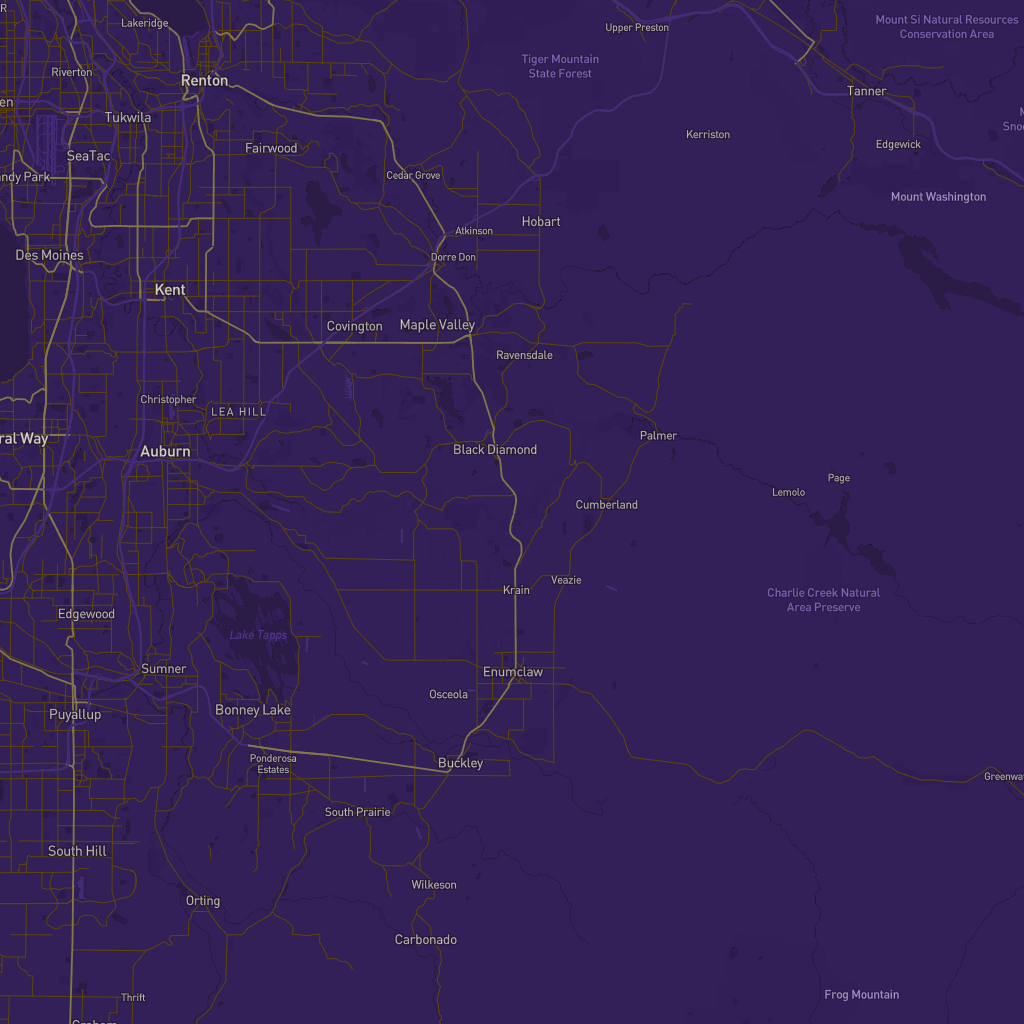 R
Lakeridge
Upper Preston
Mount Si Natural Resources
Conservation Area
Tiger Mountain
State Forest
Riverton
Renton
Tanner
en
Tukwila
Kerriston
Edgewick
Fairwood
SeaTac
Cedar Grove
ndy Park
Mount Washington
Hobart
Atkinson
Des Moines
Dorre Don
Kent
Covington
Maple Valley
Ravensdale
Christopher
LEA HILL
ral Way
Auburn
Black Diamond
Palmer
Page
Lemolo
Cumberland
Krain
Veazie
Charlie Creek Natural
Area Preserve
Edgewood
Lake Tapps
Sumner
Enumclaw
Osceola
Bonney Lake
Puyallup
Ponderosa
Estates
Buckley
Greenwat
South Prairie
South Hill
Wilkeson
Orting
Carbonado
Thrift
Frog Mountain